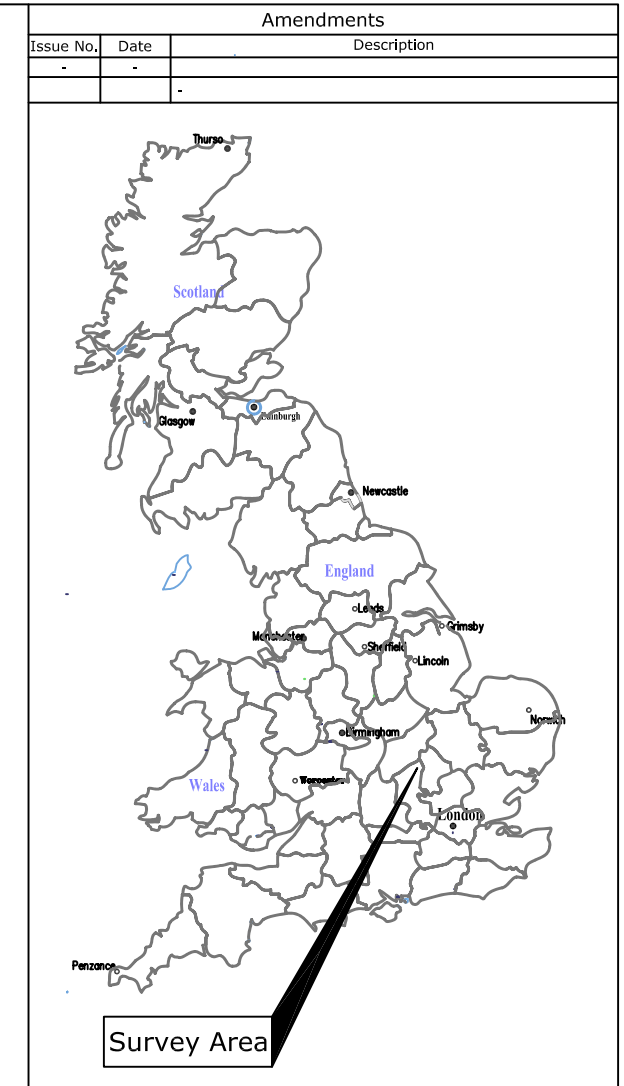 Amendments
Issue No. Date Description
- -
-
Thurso
Scotland
Edinburgh
Glasgow
Newcastle
England
Leeds
Grimsby
Manchester
Sheffield
Lincoln
Norwich
Birmingham
Wales
Worcester
London
Penzance
Survey Area